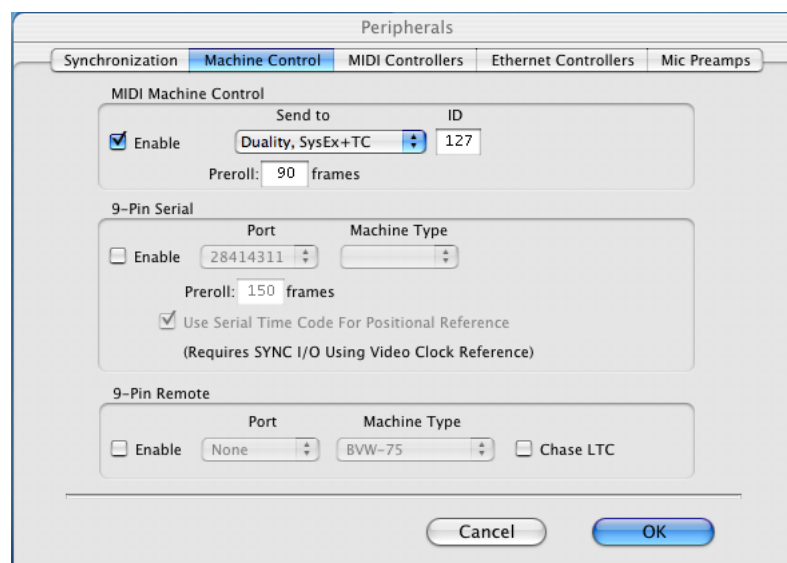 Peripherals
Synchronization Machine Control MIDI Controllers Ethernet Controllers Mic Preamps
MIDI Machine Control
Send to ID
Enable Duality, SysEx+TC 127
Preroll: 90 frames
9-Pin Serial
Port Machine Type
Enable 28414311
Preroll: 150 frames
Use Serial Time Code For Positional Reference
(Requires SYNC I/O Using Video Clock Reference)
9-Pin Remote
Port Machine Type
Enable None BVW-75 Chase LTC
Cancel OK